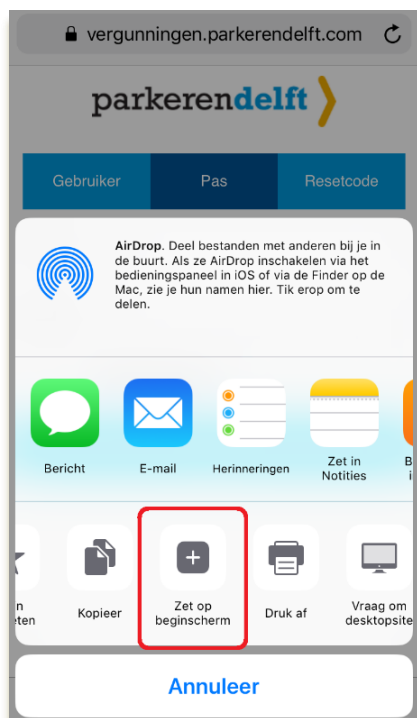 vergunningen.parkerendelft.com
parkerendelft
Gebruiker Pas Resetcode
AirDrop. Deel bestanden met anderen bij je in
de buurt. Als ze AirDrop inschakelen via het
bedieningspaneel in iOS of via de Finder op de
Mac, zie je hun namen hier. Tik erop om te
delen.
Bericht E-mail Herinneringen Zet in
Notities
Kopieer Zet op
beginscherm Druk af Vraag om
desktopsite
Annuleer